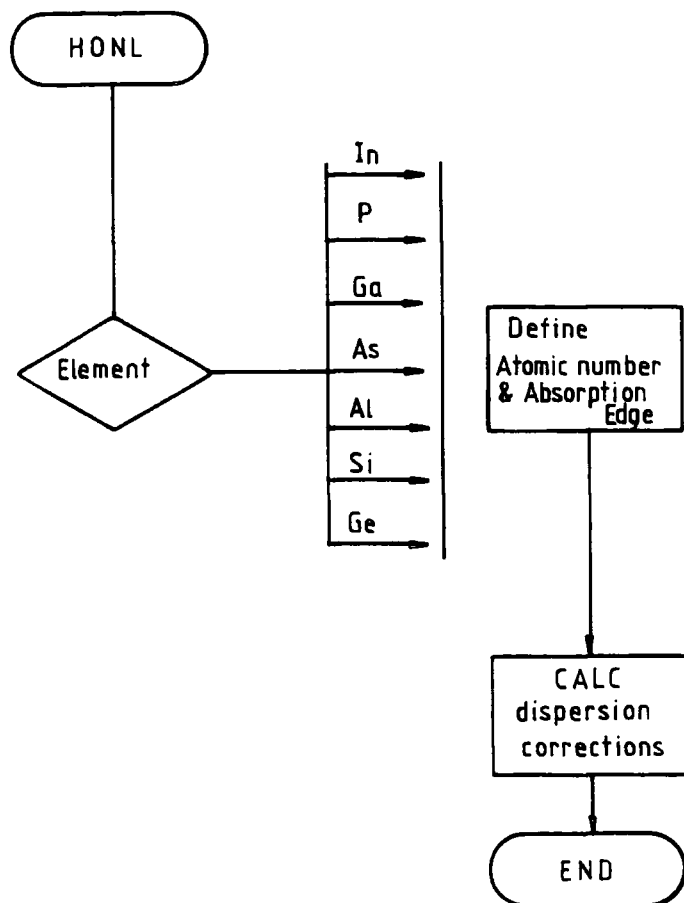 HONL
Element
In
P
Ga
As
Al
Si
Ge
Define
Atomic number
& Absorption
Edge
CALC
dispersion
corrections
END